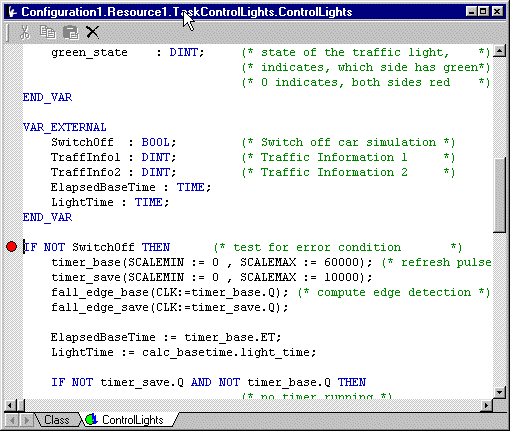 Configuration1.Resource1.TaskControlLights.ControlLights
green_state : DINT; (* state of the traffic light, *)
(* indicates, which side has green*)
(* 0 indicates, both sides red *)
END_VAR
VAR_EXTERNAL
SwitchOff : BOOL; (* Switch off car simulation *)
TraffInfo1 : DINT; (* Traffic Information 1 *)
TraffInfo2 : DINT; (* Traffic Information 2 *)
ElapsedBaseTime : TIME;
LightTime : TIME;
END_VAR
IF NOT SwitchOff THEN (* test for error condition *)
timer_base(SCALEMIN := 0 , SCALEMAX := 60000); (* refresh pulse
timer_save(SCALEMIN := 0 , SCALEMAX := 10000);
fall_edge_base(CLK:=timer_base.Q); (* compute edge detection *)
fall_edge_save(CLK:=timer_save.Q);
ElapsedBaseTime := timer_base.ET;
LightTime := calc_basetime.light_time;
IF NOT timer_save.Q AND NOT timer_base.Q THEN
(* no timer running *)
Class ControlLights